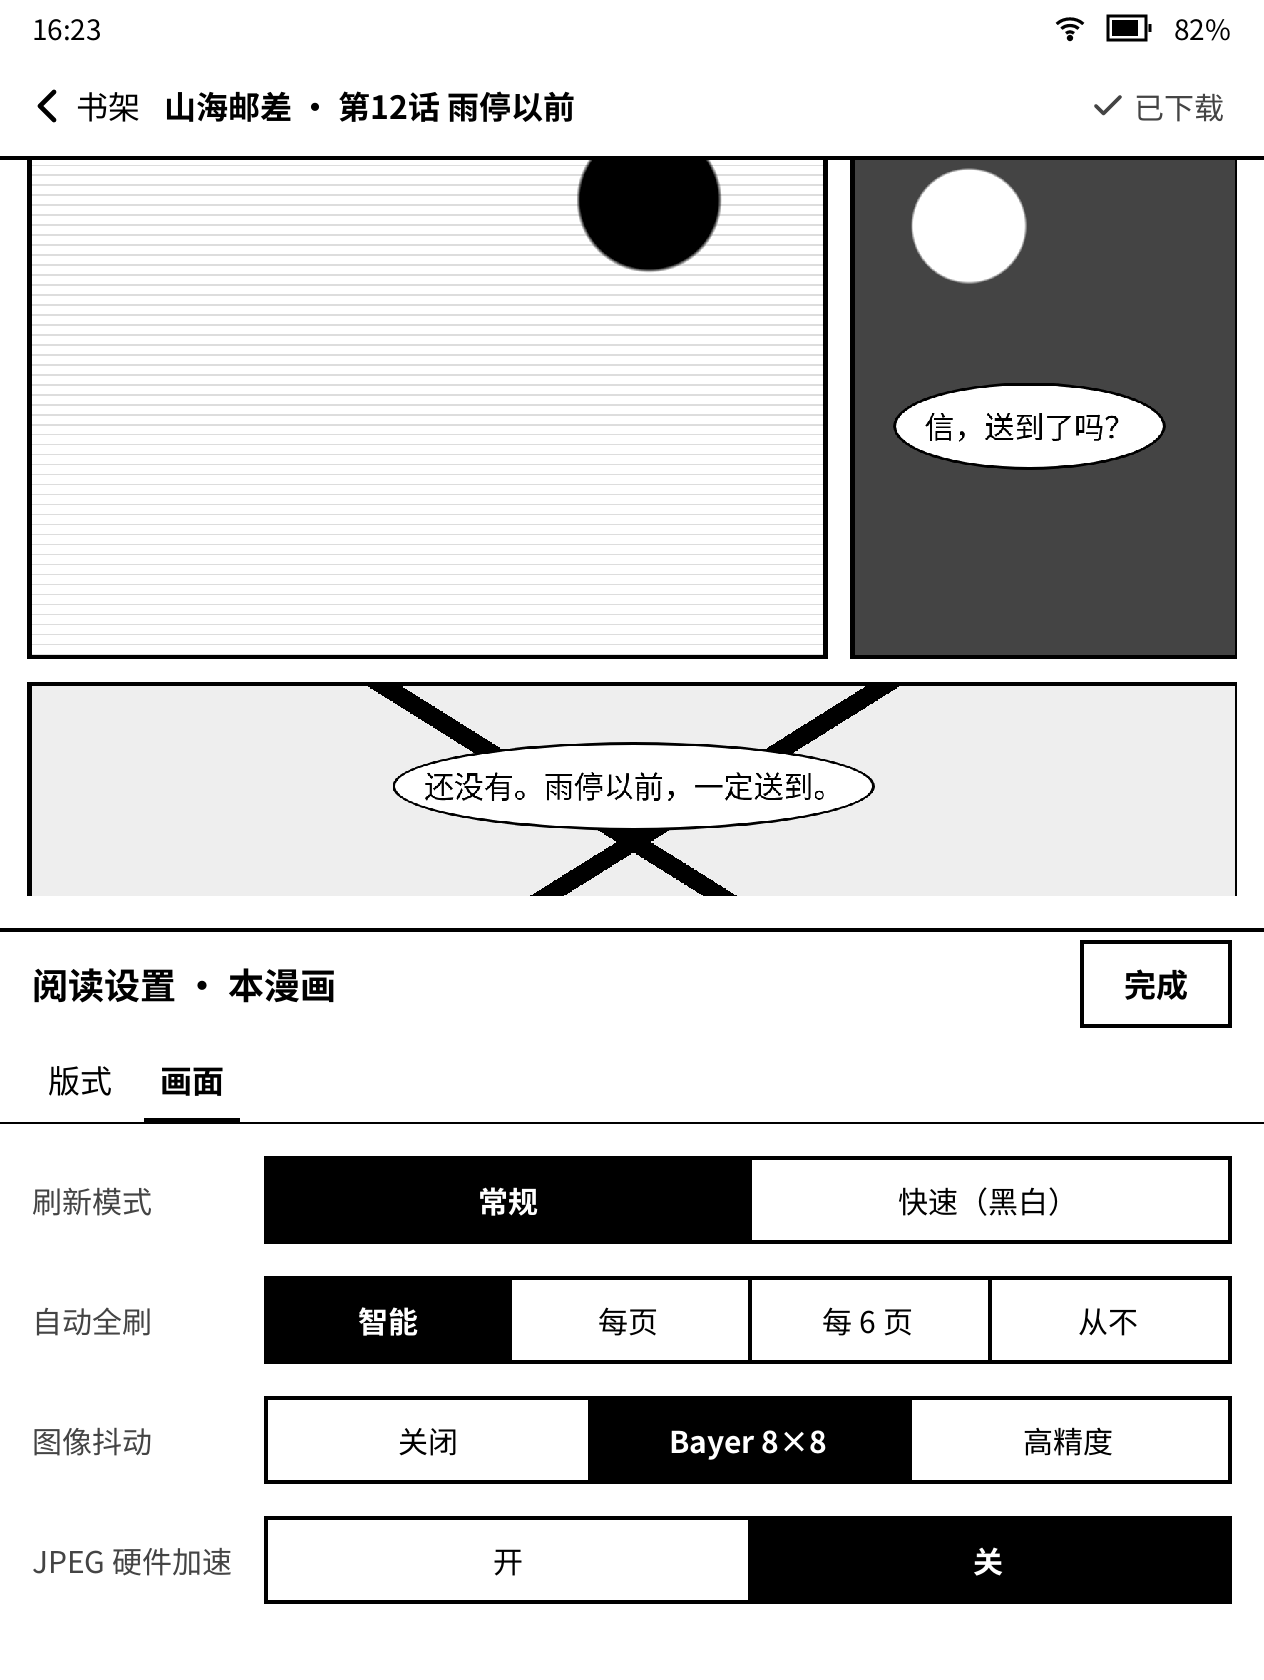 16:23
82%
书架 山海邮差 · 第12话 雨停以前
已下载
信，送到了吗？
还没有。雨停以前，一定送到。
阅读设置 · 本漫画
完成
版式 画面
刷新模式 常规 快速（黑白）
自动全刷 智能 每页 每 6 页 从不
图像抖动 关闭 Bayer 8×8 高精度
JPEG 硬件加速 开 关